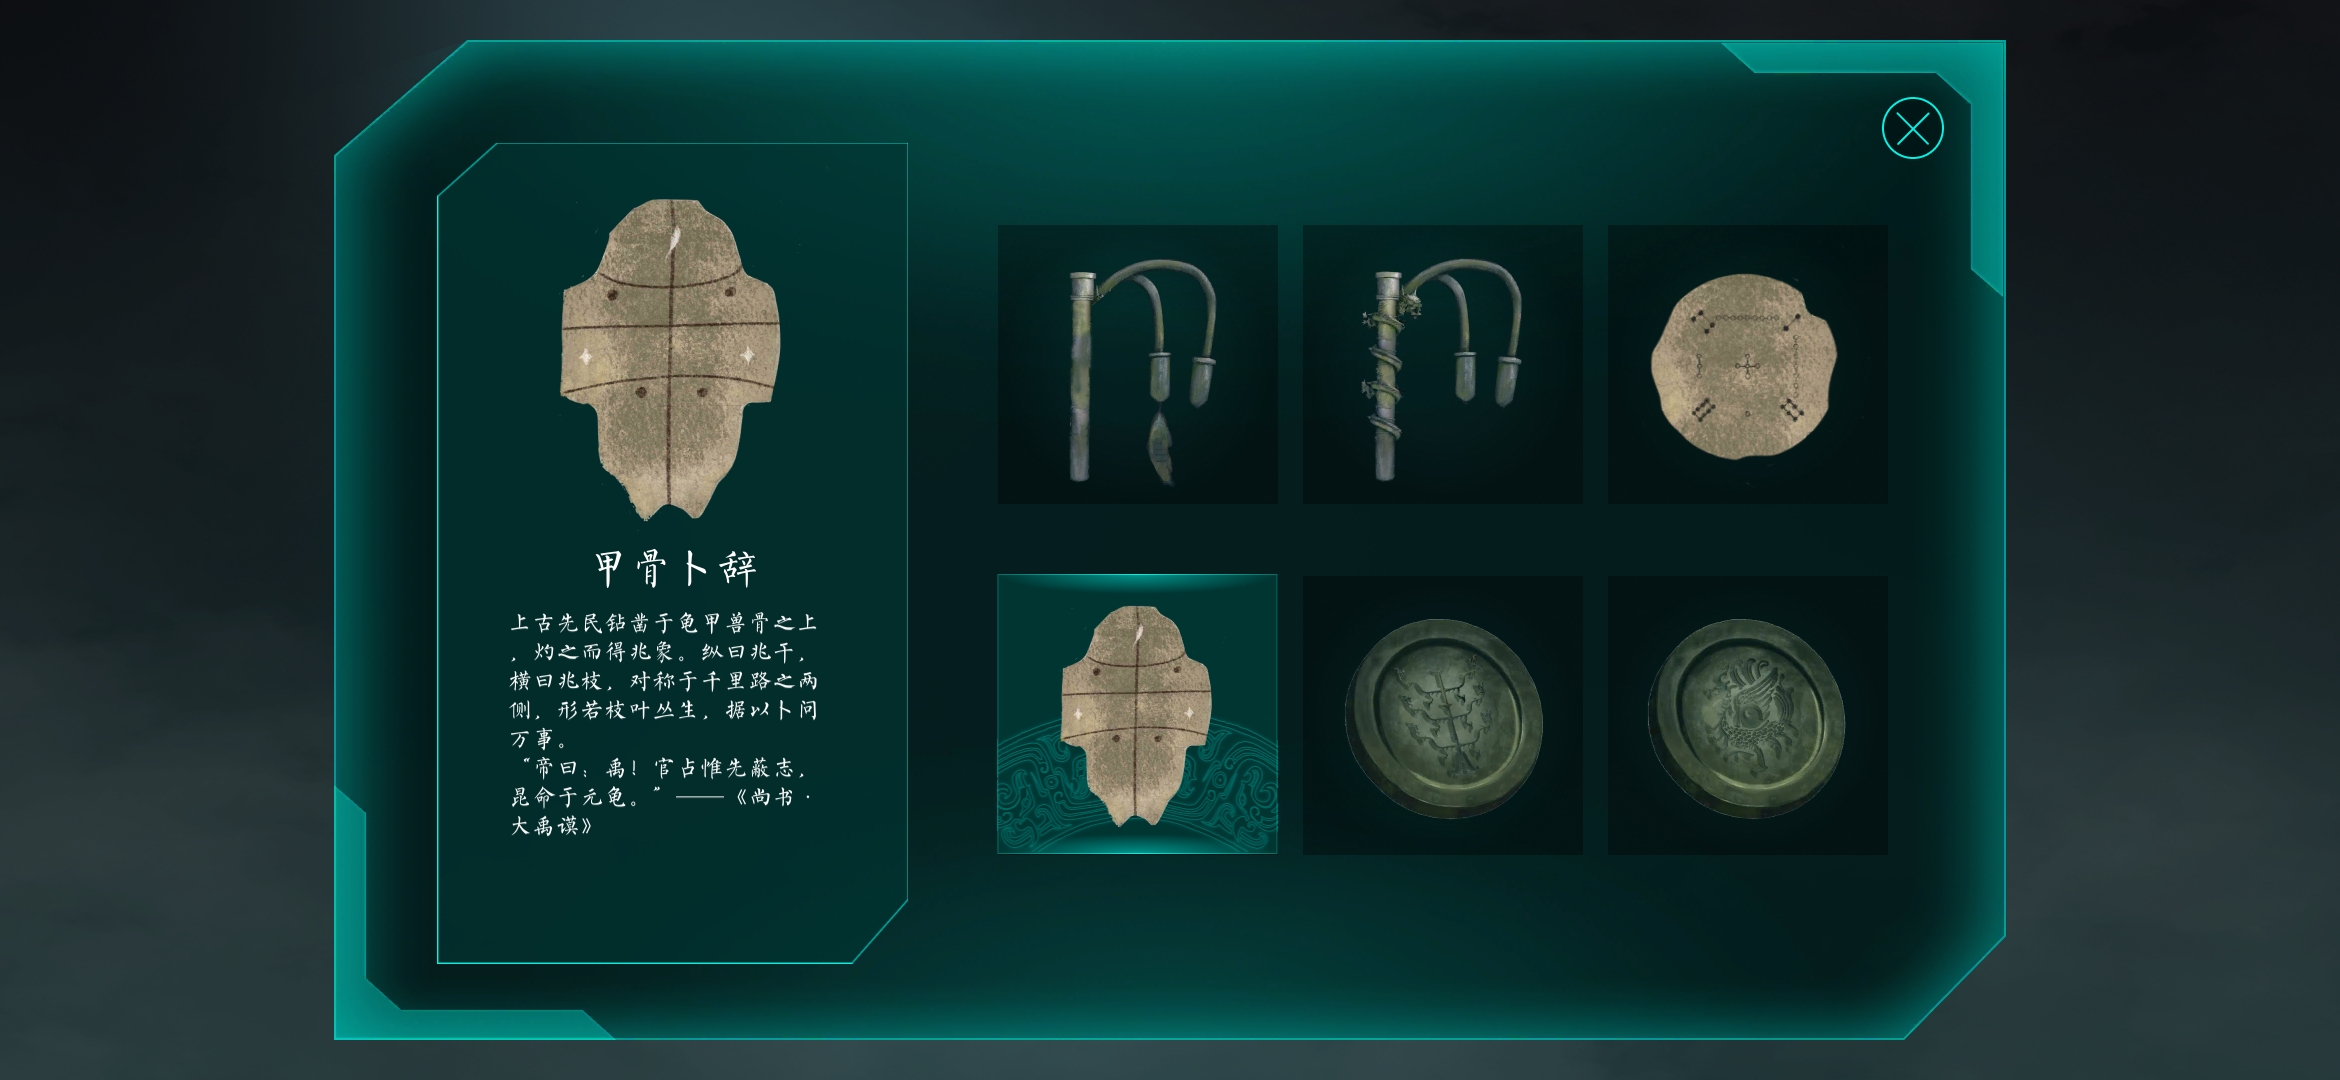 甲骨卜辞
上古先民钻凿于龟甲兽骨之上
，灼之而得兆象。纵曰兆干，
横曰兆枝，对称于千里路之两
侧，形若枝叶丛生，据以卜问
万事。
“帝曰：禹！官占惟先蔽志，
昆命于元龟。”——《尚书·
大禹谟》